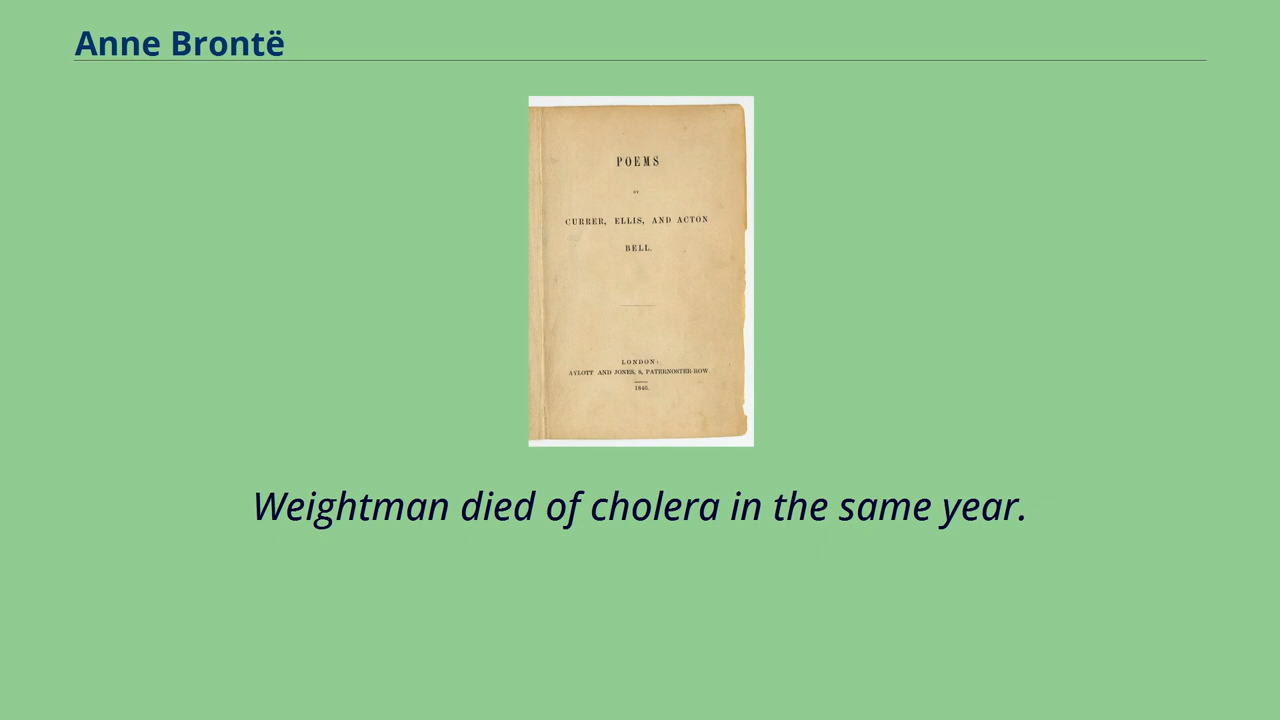 Anne Brontë
POEMS
BY
CURRER, ELLIS, AND ACTON
BELL.
LONDON:
AYLOTT AND JONES, 8, PATERNOSTER-ROW.
1846.
Weightman died of cholera in the same year.